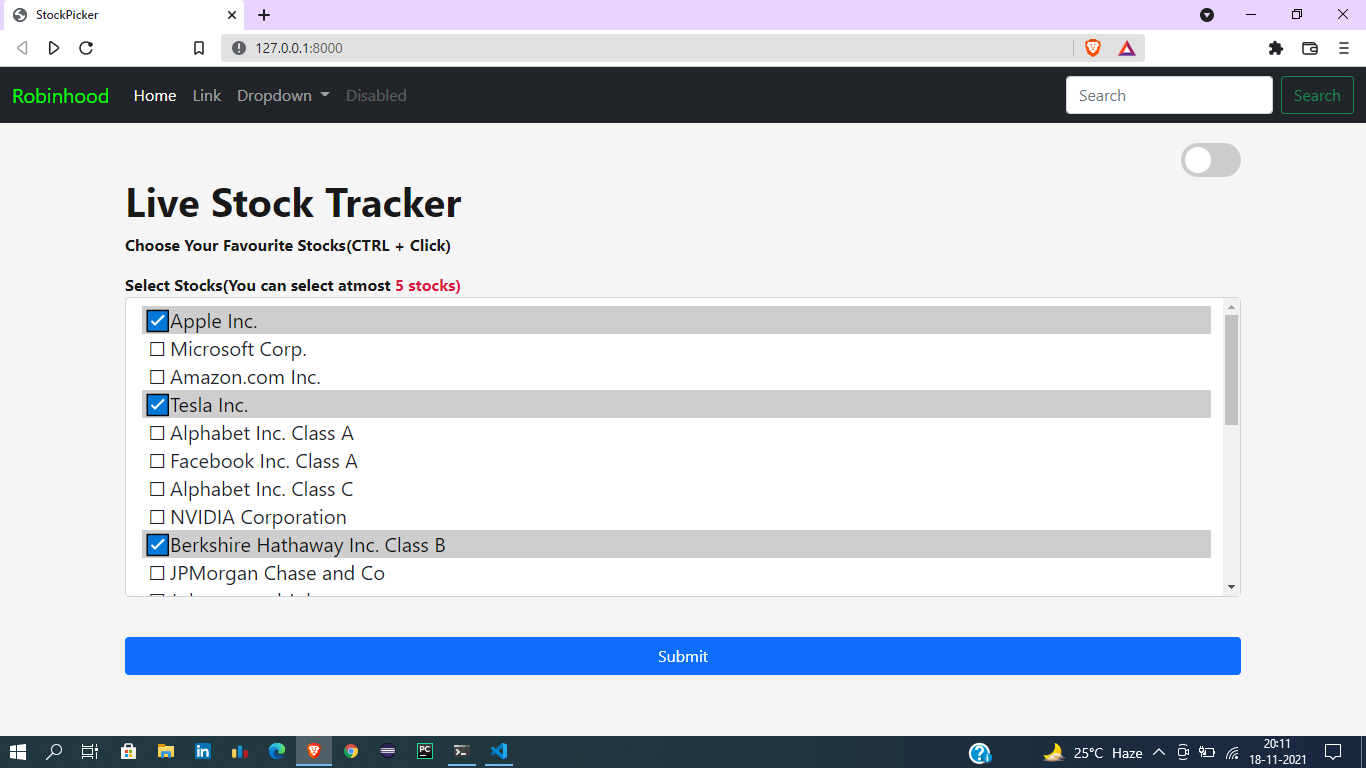 StockPicker
127.0.0.1:8000
Robinhood Home Link Dropdown Disabled Search Search
Live Stock Tracker
Choose Your Favourite Stocks(CTRL + Click)
Select Stocks(You can select atmost 5 stocks)
Apple Inc.
Microsoft Corp.
Amazon.com Inc.
Tesla Inc.
Alphabet Inc. Class A
Facebook Inc. Class A
Alphabet Inc. Class C
NVIDIA Corporation
Berkshire Hathaway Inc. Class B
JPMorgan Chase and Co
Submit
25°C Haze
20:11
18-11-2021